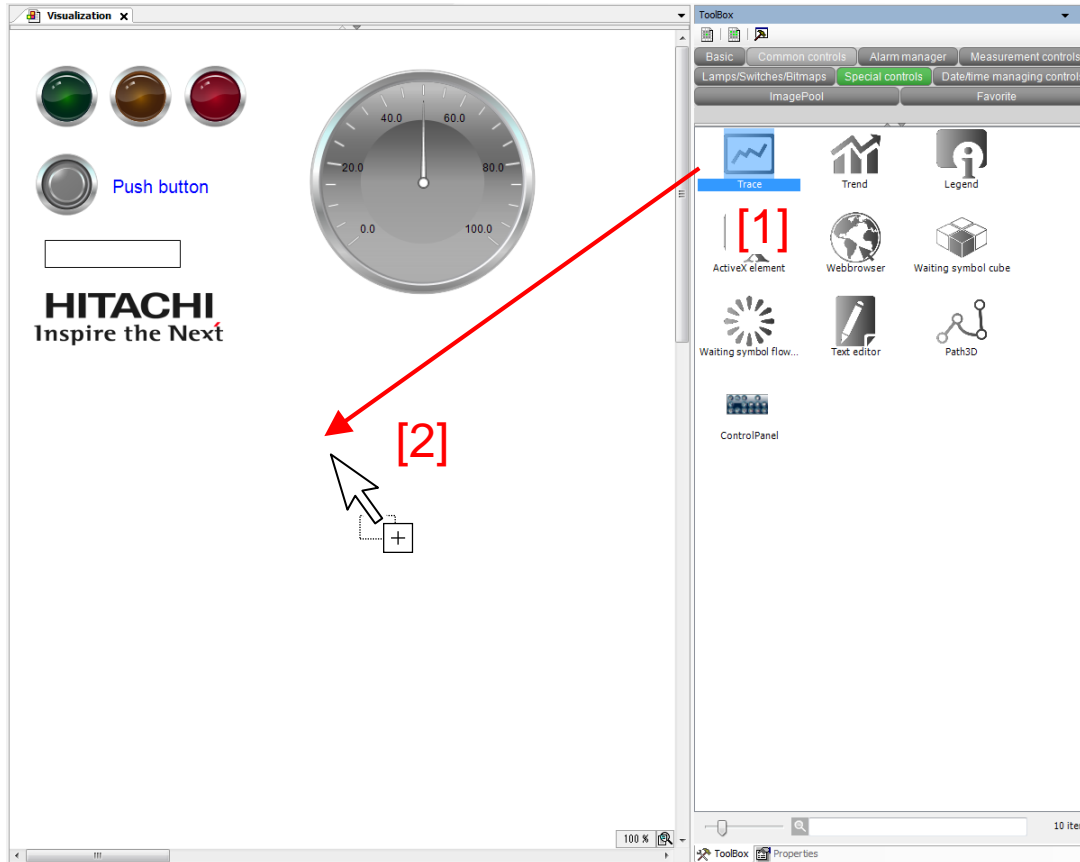 Visualization x
Push button
20.0
40.0
60.0
80.0
0.0
100.0
HITACHI
Inspire the Next
[2]
100 %
ToolBox
Basic Common controls Alarm manager Measurement controls
Lamps/Switches/Bitmaps Special controls Date/time managing control
ImagePool Favorite
Trace Trend Legend
[1]
ActiveX element Webbrowser Waiting symbol cube
Waiting symbol flow... Text editor Path3D
ControlPanel
10 ite
ToolBox Properties